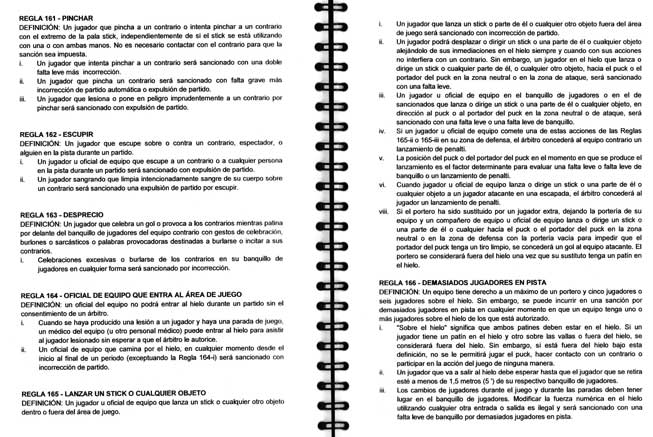 REGLA 161 - PINCHAR
DEFINICIÓN: Un jugador que pincha a un contrario o intenta pinchar a un contrario
con el extremo de la pala stick, independientemente de si el stick se está utilizando
con una o con ambas manos. No es necesario contactar con el contrario para que la
sanción sea impuesta.
i. Un jugador que intenta pinchar a un contrario será sancionado con una doble
falta leve más incorrección.
ii. Un jugador que pincha un contrario será sancionado con falta grave más
incorrección de partido automática o expulsión de partido.
iii. Un jugador que lesiona o pone en peligro imprudentemente a un contrario por
pinchar será sancionado con expulsión de partido.
REGLA 162 - ESCUPIR
DEFINICIÓN: Un jugador que escupe sobre o contra un contrario, espectador, o
alguien en la pista durante un partido.
i. Un jugador u oficial de equipo que escupe a un contrario o a cualquier persona
en la pista durante un partido será sancionado con expulsión de partido.
ii. Un jugador sangrando que limpia intencionadamente sangre de su cuerpo sobre
un contrario será sancionado una expulsión de partido por escupir.
REGLA 163 - DESPRECIO
DEFINICIÓN: Un jugador que celebra un gol o provoca a los contrarios mientras patina
por delante del banquillo de jugadores del equipo contrario con gestos de celebración,
burlones o sarcásticos o palabras provocadoras destinadas a burlarse o incitar a sus
contrarios.
i. Celebraciones excesivas o burlarse de los contrarios en su banquillo de
jugadores en cualquier forma será sancionado por incorrección.
REGLA 164 - OFICIAL DE EQUIPO QUE ENTRA AL ÁREA DE JUEGO
DEFINICIÓN: un oficial del equipo no podrá entrar al hielo durante un partido sin el
consentimiento de un árbitro.
i. Cuando se haya producido una lesión a un jugador y haya una parada de juego,
un médico del equipo (u otro personal médico) puede entrar al hielo para asistir
al jugador lesionado sin esperar a que el árbitro le autorice.
ii. Un oficial de equipo que camina por el hielo, en cualquier momento desde el
inicio al final de un período (exceptuando la Regla 164-i) será sancionado con
incorrección de partido.
REGLA 165 - LANZAR UN STICK O CUALQUIER OBJETO
DEFINICIÓN: Un jugador u oficial de equipo que lanza un stick o cualquier otro objeto
dentro o fuera del área de juego.
i. Un jugador que lanza un stick o parte de él o cualquier otro objeto fuera del área
de juego será sancionado con incorrección de partido.
ii. Un jugador podrá desplazar o dirigir un stick o una parte de él o cualquier objeto
alejándolo de sus inmediaciones en el hielo siempre y cuando con sus acciones
no interfiera con un contrario. Sin embargo, un jugador en el hielo que lanza o
dirige un stick o cualquier parte de él, o cualquier otro objeto, hacia el puck o el
portador del puck en la zona neutral o en la zona de ataque, será sancionado
con una falta leve.
iii. Un jugador u oficial de equipo en el banquillo de jugadores o en el de
sancionados que lanza o dirige un stick o una parte de él o cualquier objeto, en
dirección al puck o al portador del puck en la zona neutral o de ataque, será
sancionado con una falta leve o una falta leve de banquillo.
iv. Si un jugador u oficial de equipo comete una de estas acciones de las Reglas
165-ii o 165-iii en su zona de defensa, el árbitro concederá al equipo contrario un
lanzamiento de penalti.
v. La posición del puck o del portador del puck en el momento en que se produce el
lanzamiento es el factor determinante para evaluar una falta leve o falta leve de
banquillo o un lanzamiento de penalti.
vi. Cuando jugador u oficial de equipo lanza o dirige un stick o una parte de él o
cualquier objeto a un jugador atacante en una escapada, el árbitro concederá al
jugador un lanzamiento de penalti.
viii. Si el portero ha sido sustituido por un jugador extra, dejando la portería de su
equipo y un compañero de equipo u oficial de equipo lanza o dirige un stick o
una parte de él o cualquier hacia el puck o el portador del puck en la zona
neutral o en la zona de defensa con la portería vacía para impedir que el
portador del puck tenga un tiro limpio, se concederá un gol al equipo atacante. El
portero se considerará fuera del hielo una vez que su sustituto tenga un patín en
el hielo.
REGLA 166 - DEMASIADOS JUGADORES EN PISTA
DEFINICIÓN: Un equipo tiene derecho a un máximo de un portero y cinco jugadores o
seis jugadores sobre el hielo. Sin embargo, se puede incurrir en una sanción por
demasiados jugadores en pista en cualquier momento en que un equipo tenga uno o
más jugadores sobre el hielo de los que está autorizado.
i. "Sobre el hielo" significa que ambos patines deben estar en el hielo. Si un
jugador tiene un patín en el hielo y otro sobre las vallas o fuera del hielo, se
considerará fuera del hielo. Sin embargo, si está fuera del hielo bajo esta
definición, no se le permitirá jugar el puck, hacer contacto con un contrario o
participar en la acción del juego de ninguna manera.
ii. Un jugador que va a salir al hielo debe esperar hasta que el jugador que se retira
esté a menos de 1,5 metros (5 ') de su respectivo banquillo de jugadores.
iii. Los cambios de jugadores durante el juego y durante las paradas deben tener
lugar en el banquillo de jugadores. Modificar la fuerza numérica en el hielo
utilizando cualquier otra entrada o salida es ilegal y será sancionado con una
falta leve de banquillo por demasiados jugadores en pista.